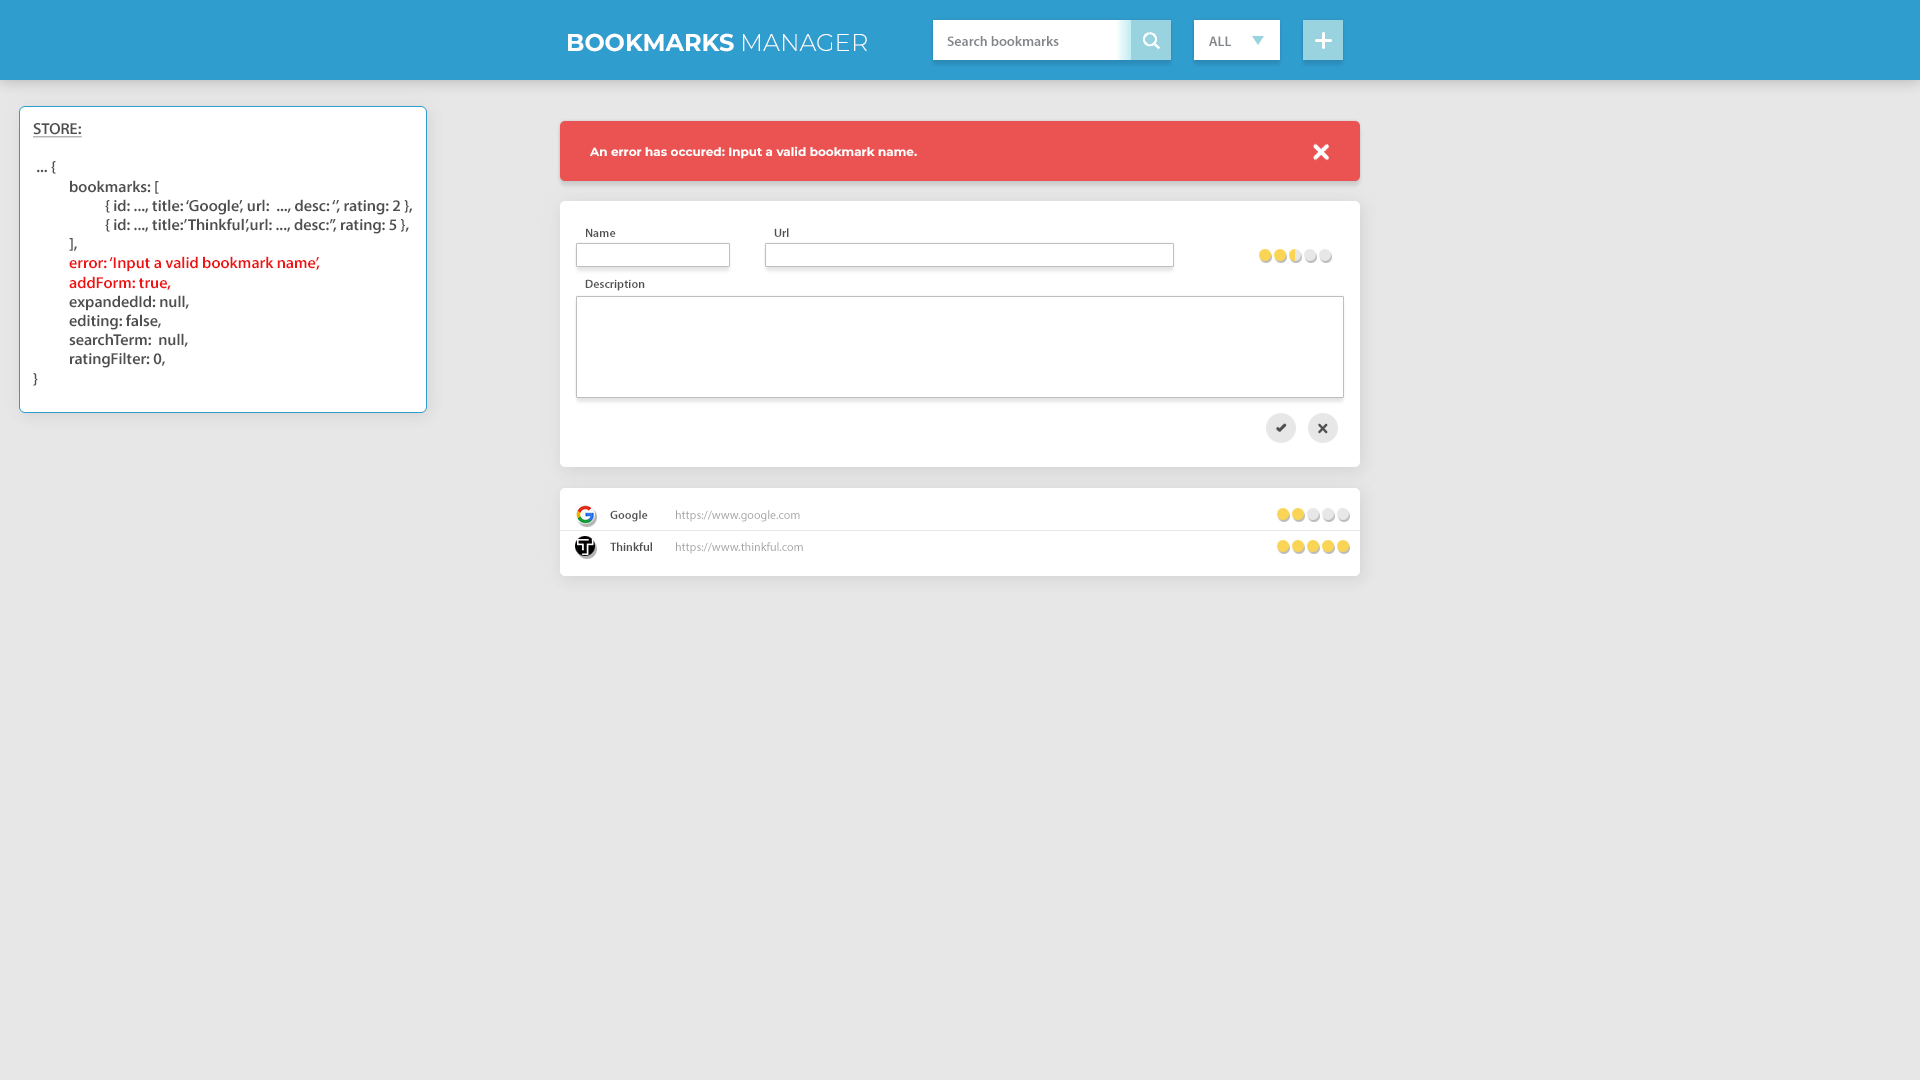 BOOKMARKS MANAGER
Search bookmarks
ALL
STORE:
... {
bookmarks: [
{ id: ..., title: ‘Google’, url:  ..., desc: ‘’, rating: 2 },
{ id: ..., title:’Thinkful’,url: ..., desc:’’, rating: 5 },
],
error: ‘Input a valid bookmark name’,
addForm: true,
expandedId: null,
editing: false,
searchTerm:  null,
ratingFilter: 0,
}
An error has occured: Input a valid bookmark name.
Name
Url
Description
Google https://www.google.com
Thinkful https://www.thinkful.com